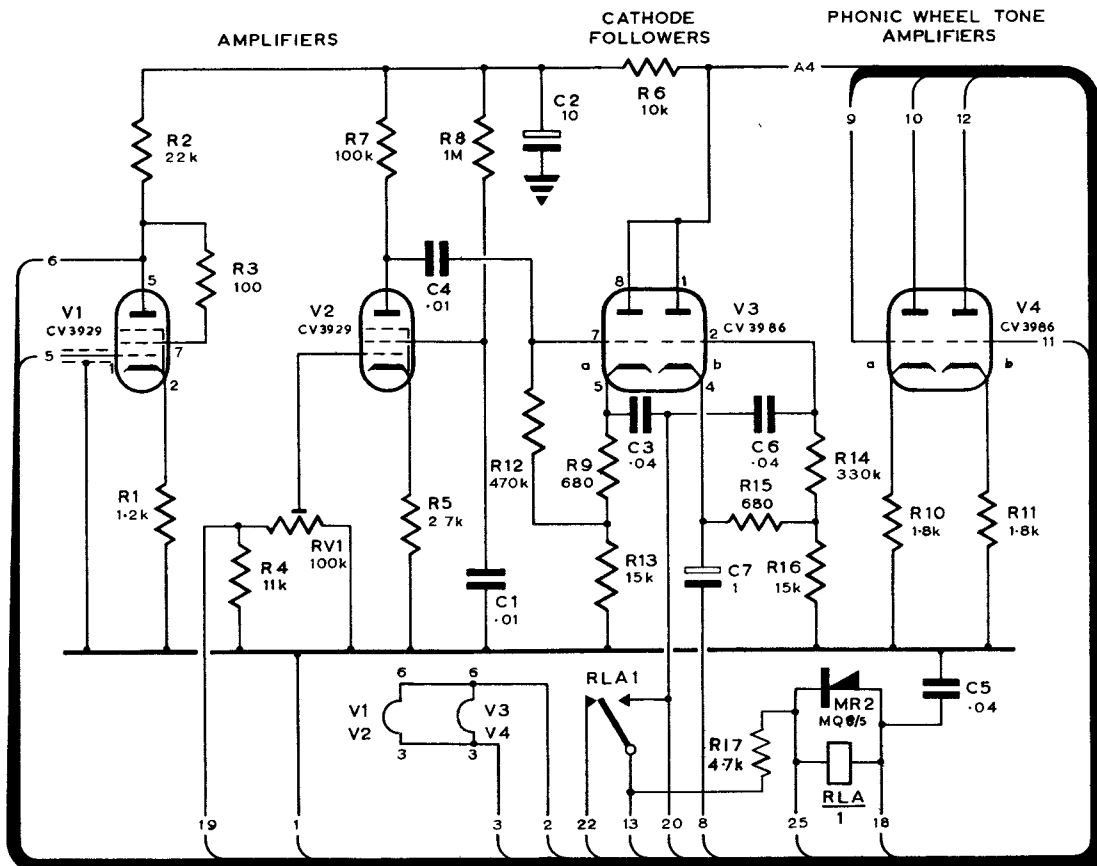 AMPLIFIERS
CATHODE
FOLLOWERS
PHONIC WHEEL TONE
AMPLIFIERS
A4
R6
10k
C2
10
R2
22k
R7
100k
R8
1M
9
10
12
6
R3
100
5
C4
.01
8
1
V1
CV3929
V2
CV3929
V3
CV3986
V4
CV3986
5
7
7
2
11
a
b
a
b
2
5
4
C3
.04
C6
.04
R12
470k
R9
680
R14
330k
R15
680
R1
1.2k
R5
2.7k
R10
1.8k
R11
1.8k
RV1
100k
R4
11k
R13
15k
C7
1
R16
15k
C1
.01
6
6
RLA1
V1
V2
V3
V4
3
3
MR2
C5
.04
R17
4.7k
RLA
1
19
1
3
2
22
13
20
8
25
18